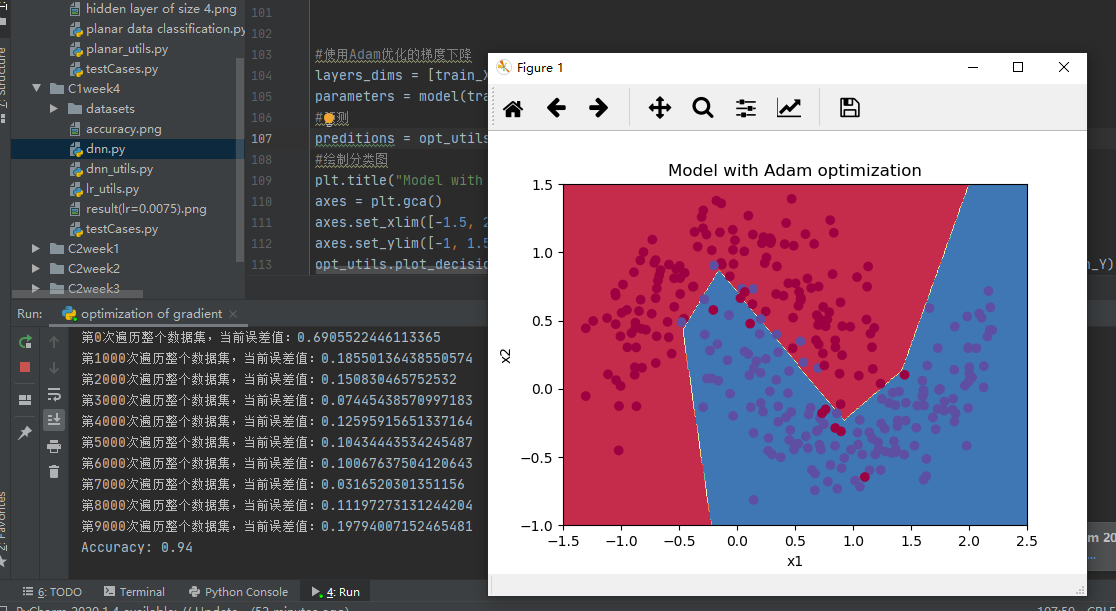 hidden layer of size 4.png
planar data classification.py
planar_utils.py
testCases.py
C1week4
datasets
accuracy.png
dnn.py
dnn_utils.py
lr_utils.py
result(lr=0.0075).png
testCases.py
C2week1
C2week2
C2week3
101
102
103 #使用Adam优化的梯度下降
104 layers_dims = [train_
105 parameters = model(tra
106
107 preditions = opt_utils
108 #绘制分类图
109 plt.title("Model with
110 axes = plt.gca()
111 axes.set_xlim([-1.5, 2
112 axes.set_ylim([-1, 1.5
113 opt_utils.plot_decisio
n_Y)
Figure 1
Model with Adam optimization
1.5
1.0
0.5
0.0
−0.5
−1.0
x2
−1.5 −1.0 −0.5 0.0 0.5 1.0 1.5 2.0 2.5
x1
Run: optimization of gradient
第0次遍历整个数据集，当前误差值：0.6905522446113365
第1000次遍历整个数据集，当前误差值：0.18550136438550574
第2000次遍历整个数据集，当前误差值：0.150830465752532
第3000次遍历整个数据集，当前误差值：0.07445438570997183
第4000次遍历整个数据集，当前误差值：0.12595915651337164
第5000次遍历整个数据集，当前误差值：0.10434443534245487
第6000次遍历整个数据集，当前误差值：0.10067637504120643
第7000次遍历整个数据集，当前误差值：0.0316520301351156
第8000次遍历整个数据集，当前误差值：0.11197273131244204
第9000次遍历整个数据集，当前误差值：0.19794007152465481
Accuracy: 0.94
7: Structure
2: Favorites
6: TODO Terminal Python Console 4: Run
m 20